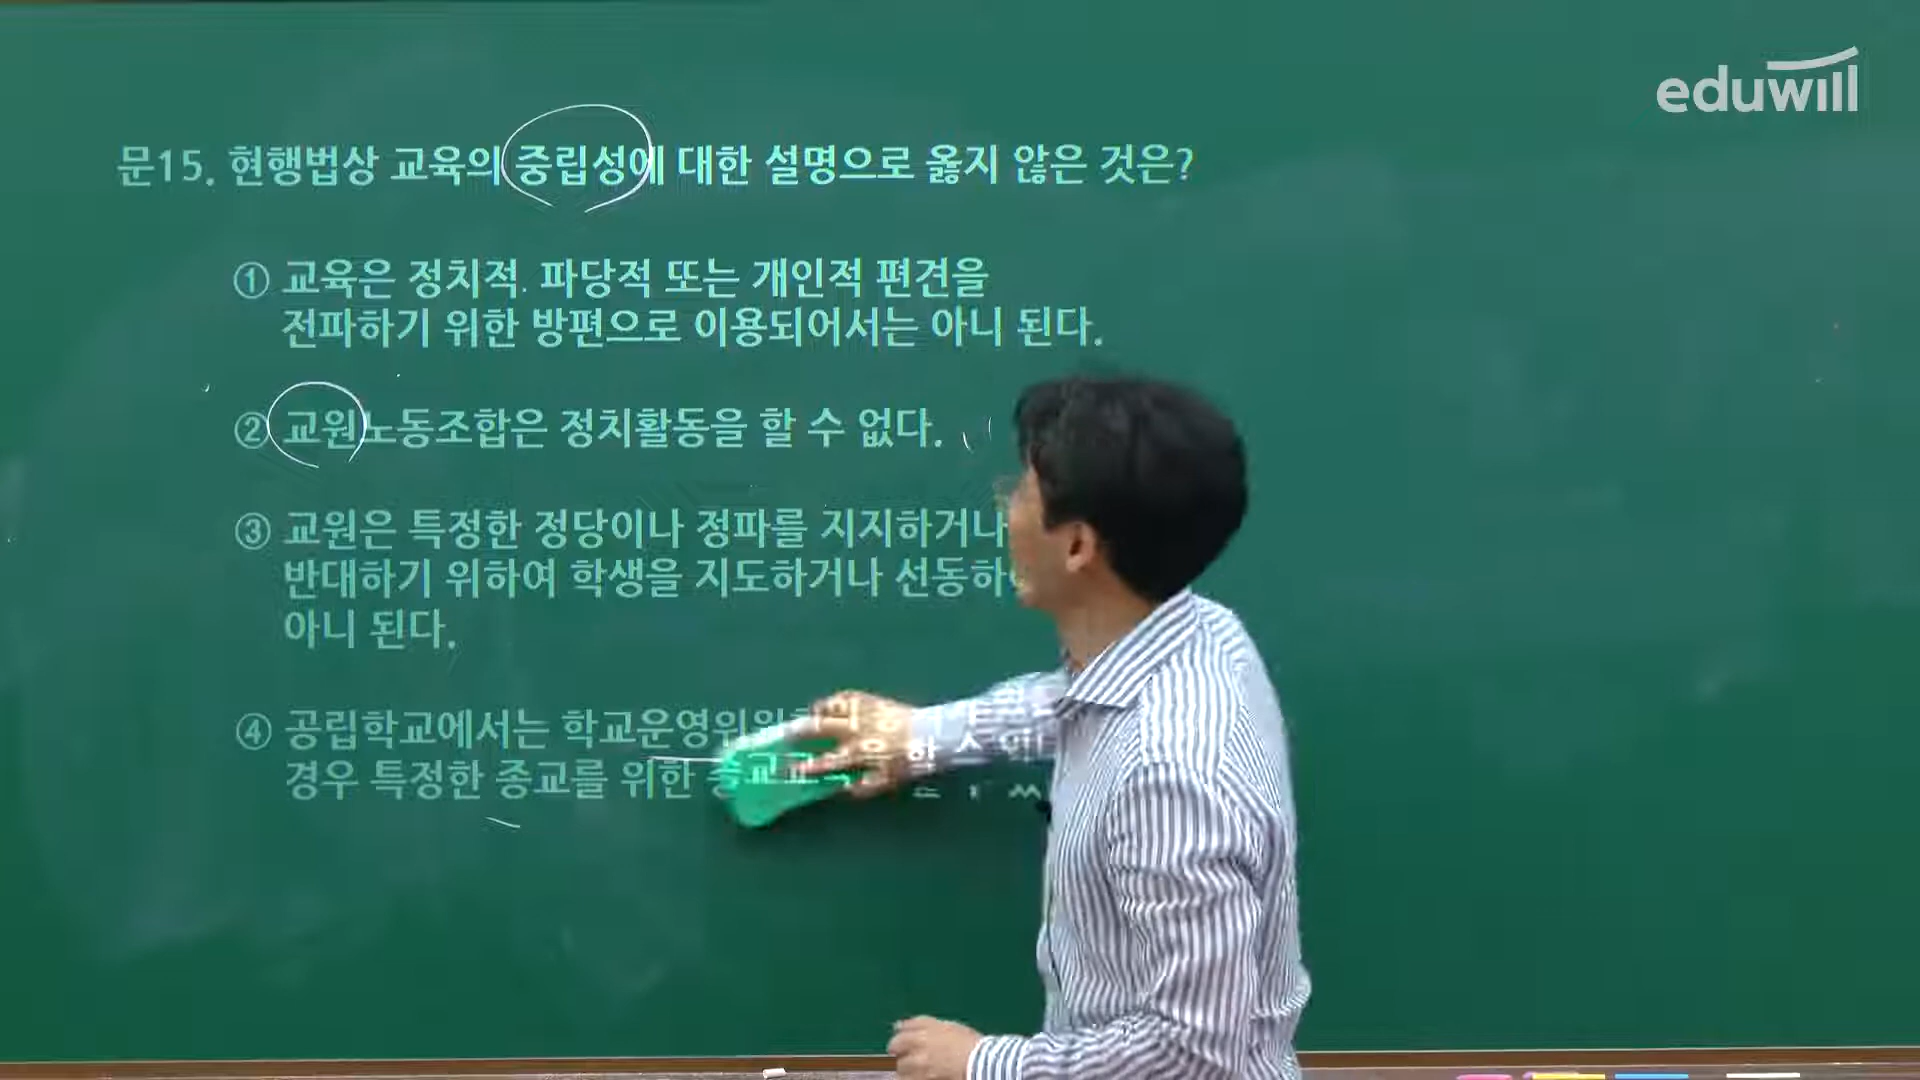 eduwill
문15. 현행법상 교육의 중립성에 대한 설명으로 옳지 않은 것은?
① 교육은 정치적. 파당적 또는 개인적 편견을
전파하기 위한 방편으로 이용되어서는 아니 된다.
② 교원노동조합은 정치활동을 할 수 없다.
③ 교원은 특정한 정당이나 정파를 지지하거나
반대하기 위하여 학생을 지도하거나 선동하
아니 된다.
④ 공립학교에서는
경우 특정한 종교를 위한